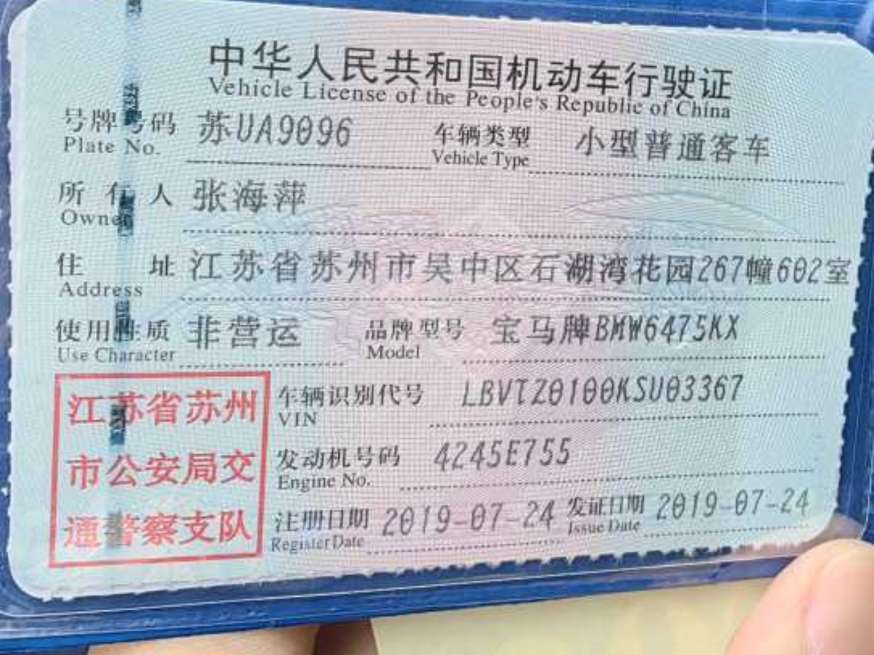 中华人民共和国机动车行驶证
Vehicle License of the People's Republic of China
号牌号码 苏UA9096 车辆类型 小型普通客车
Plate No. Vehicle Type
所有人 张海萍
Owner
住址 江苏省苏州市吴中区石湖湾花园267幢602室
Address
使用性质 非营运 品牌型号 宝马牌BMW6475KX
Use Character Model
江苏省苏州 车辆识别代号 LBVTZ0100KSU03367
VIN
市公安局交 发动机号码 4245E755
Engine No.
通警察支队 注册日期 2019-07-24 发证日期 2019-07-24
Register Date Issue Date